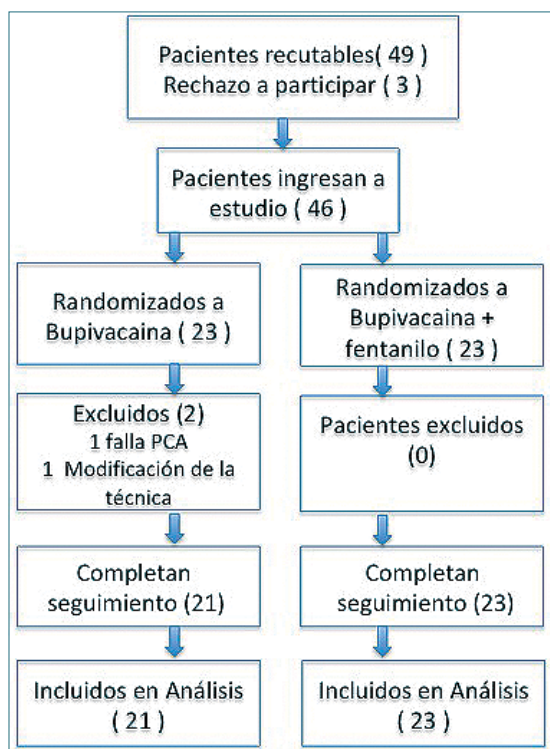 Pacientes recutables( 49 )
Rechazo a participar ( 3 )
Pacientes ingresan a
estudio ( 46 )
Randomizados a
Bupivacaina ( 23 )
Randomizados a
Bupivacaina +
fentanilo ( 23 )
Excluidos (2)
1 falla PCA
1 Modificación de la
técnica
Pacientes excluidos
(0)
Completan
seguimiento (21)
Completan
seguimiento (23)
Incluidos en Análisis
( 21 )
Incluidos en Análisis
( 23 )